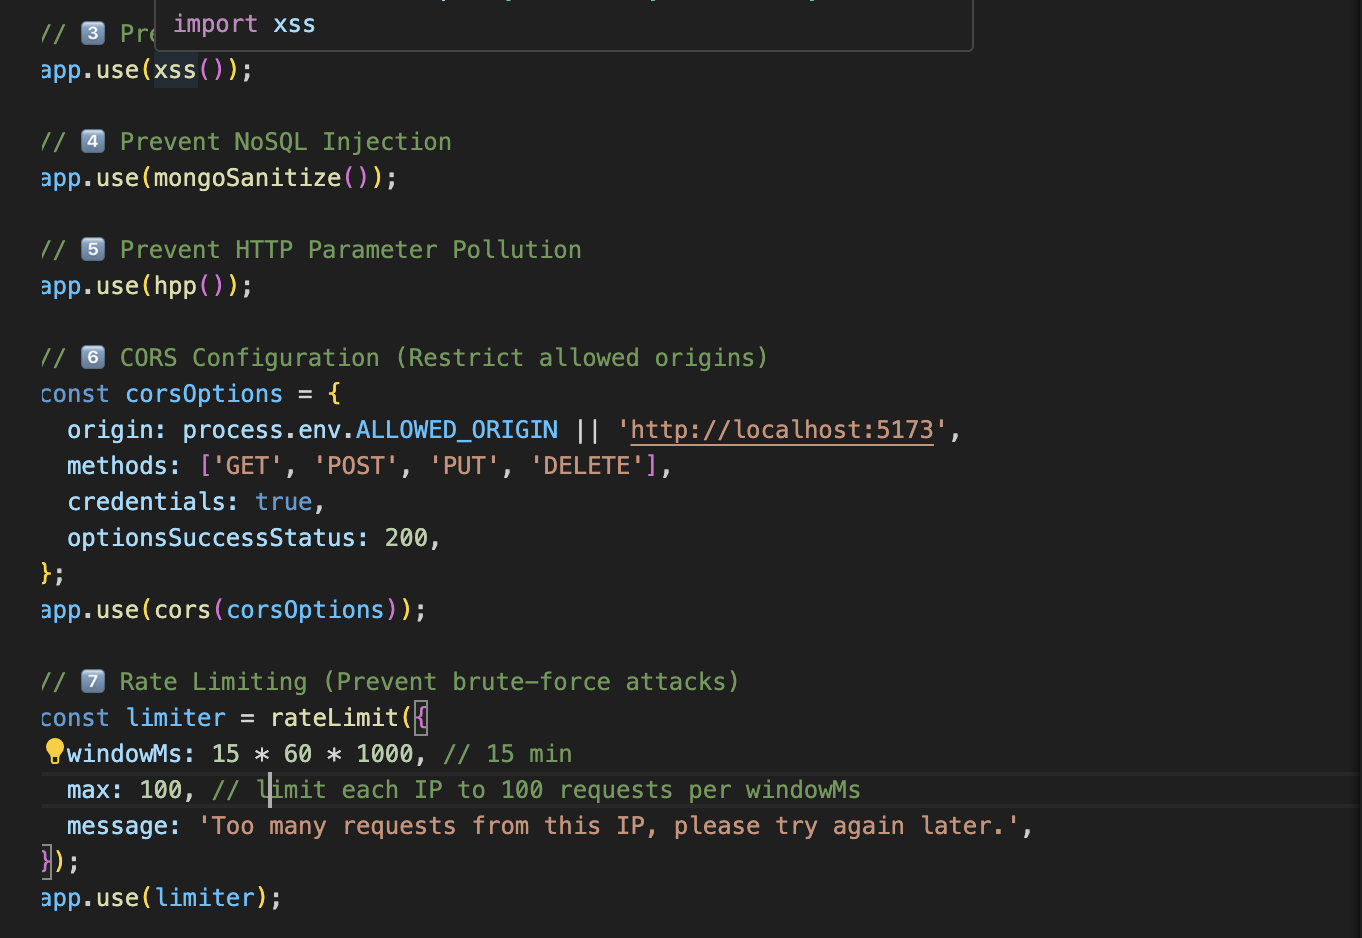 import xss
// 3️⃣ Pre
app.use(xss());
// 4️⃣ Prevent NoSQL Injection
app.use(mongoSanitize());
// 5️⃣ Prevent HTTP Parameter Pollution
app.use(hpp());
// 6️⃣ CORS Configuration (Restrict allowed origins)
const corsOptions = {
  origin: process.env.ALLOWED_ORIGIN || 'http://localhost:5173',
  methods: ['GET', 'POST', 'PUT', 'DELETE'],
  credentials: true,
  optionsSuccessStatus: 200,
};
app.use(cors(corsOptions));
// 7️⃣ Rate Limiting (Prevent brute-force attacks)
const limiter = rateLimit({
  windowMs: 15 * 60 * 1000, // 15 min
  max: 100, // limit each IP to 100 requests per windowMs
  message: 'Too many requests from this IP, please try again later.',
});
app.use(limiter);